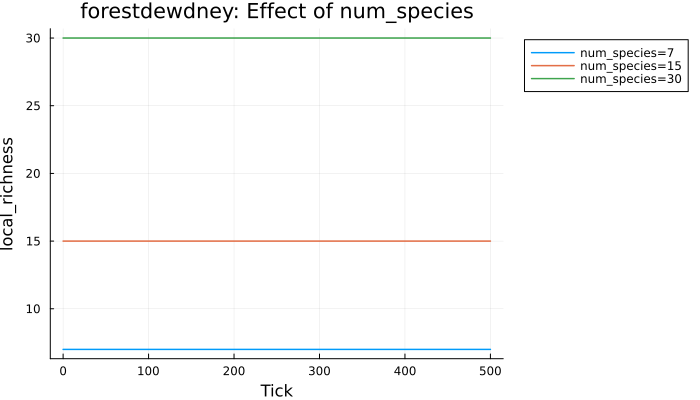 forestdewdney: Effect of num_species
local_richness
30
25
20
15
10
0 100 200 300 400 500
Tick
num_species=7
num_species=15
num_species=30